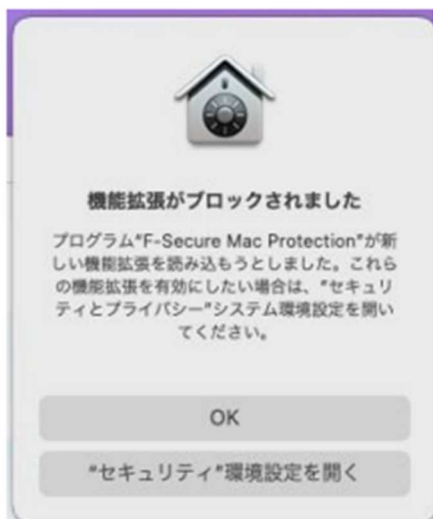 機能拡張がブロックされました
プログラム"F-Secure Mac Protection"が新
しい機能拡張を読み込もうとしました。これら
の機能拡張を有効にしたい場合は、"セキュリ
ティとプライバシー"システム環境設定を開い
てください。
OK
"セキュリティ"環境設定を開く